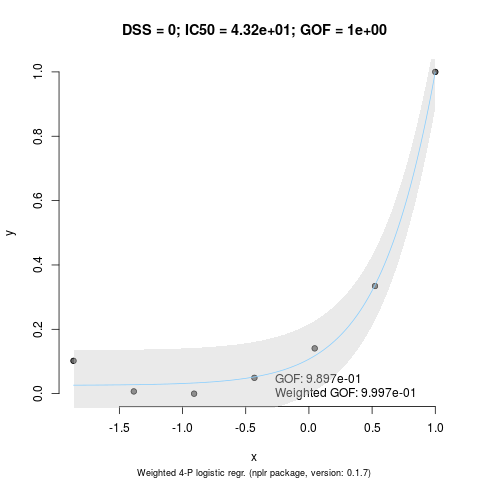 DSS = 0; IC50 = 4.32e+01; GOF = 1e+00
1.0
0.8
0.6
0.4
0.2
0.0
y
GOF: 9.897e-01
Weighted GOF: 9.997e-01
-1.5 -1.0 -0.5 0.0 0.5 1.0
x
Weighted 4-P logistic regr. (nplr package, version: 0.1.7)